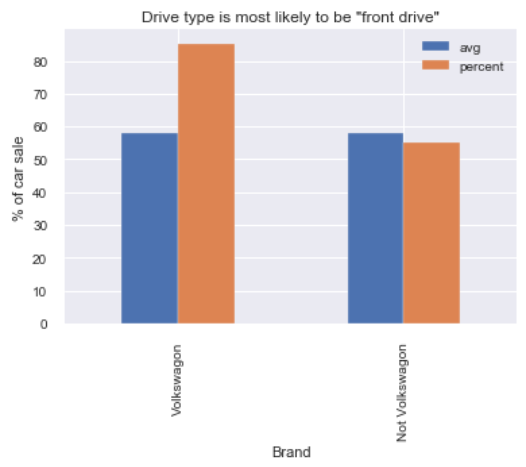 Drive type is most likely to be "front drive"
avg
percent
% of car sale
80
70
60
50
40
30
20
10
0
Volkswagon
Not Volkswagon
Brand